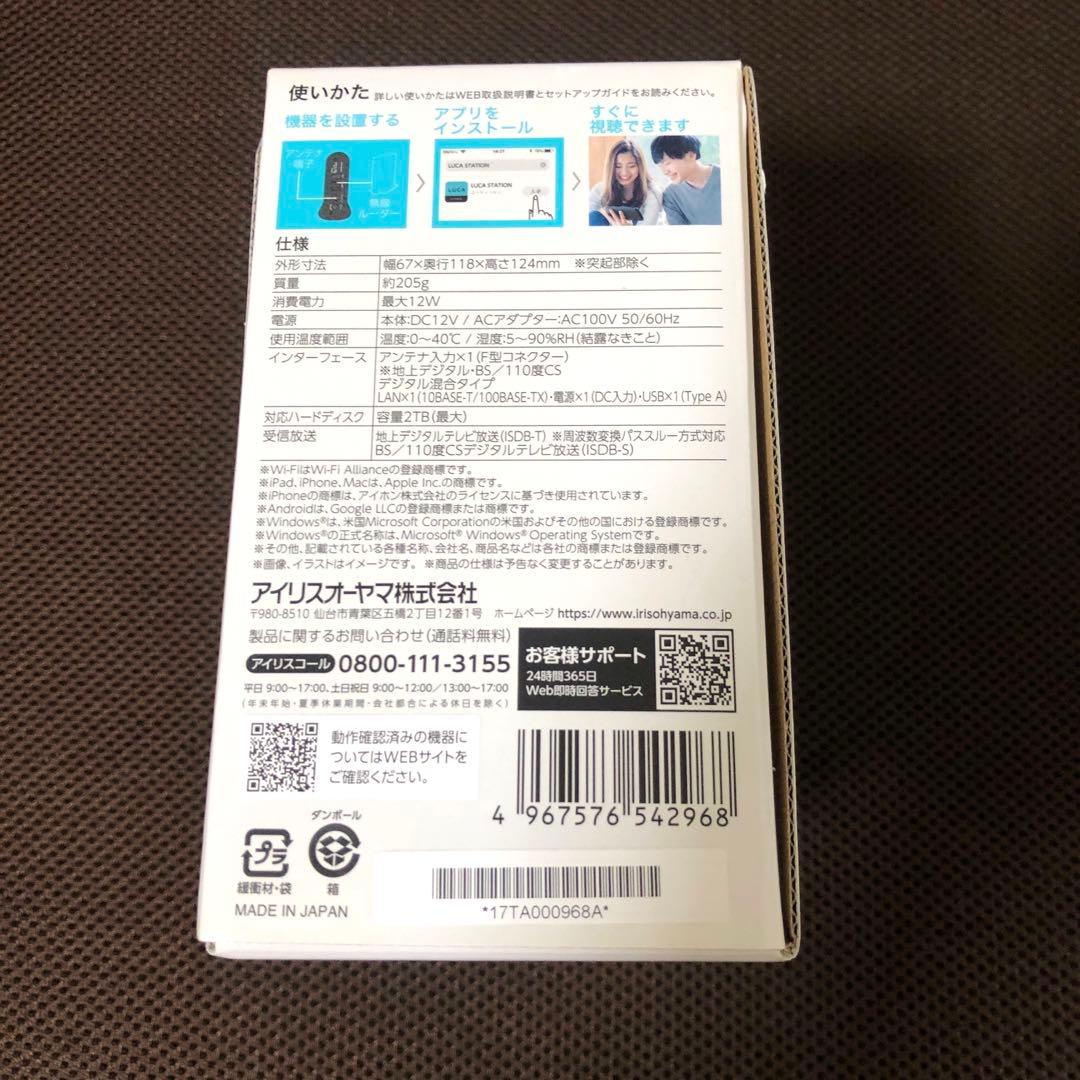 使いかた 詳しい使いかたはWEB取扱説明書とセットアップガイドをお読みください。
機器を設置する
アンテナ
端子
無線
ルーター
アプリを
インストール
LUCA STATION
LUCA
LUCA STATION
入手
すぐに
視聴できます
仕様
外形寸法 幅67×奥行118×高さ124mm ※突起部除く
質量 約205g
消費電力 最大12W
電源 本体:DC12V / ACアダプター:AC100V 50/60Hz
使用温度範囲 温度:0～40℃ / 湿度:5～90%RH(結露なきこと)
インターフェース アンテナ入力×1(F型コネクター)
※地上デジタル・BS／110度CS
デジタル混合タイプ
LAN×1(10BASE-T/100BASE-TX)・電源×1(DC入力)・USB×1(Type A)
対応ハードディスク 容量2TB(最大)
受信放送 地上デジタルテレビ放送(ISDB-T) ※周波数変換パススルー方式対応
BS／110度CSデジタルテレビ放送(ISDB-S)
※Wi-FiはWi-Fi Allianceの登録商標です。
※iPad、iPhone、Macは、Apple Inc.の商標です。
※iPhoneの商標は、アイホン株式会社のライセンスに基づき使用されています。
※Androidは、Google LLCの登録商標または商標です。
※Windows®は、米国Microsoft Corporationの米国およびその他の国における登録商標です。
※Windows®の正式名称は、Microsoft® Windows® Operating Systemです。
※その他、記載されている各種名称、会社名、商品名などは各社の商標または登録商標です。
※画像、イラストはイメージです。 ※商品の仕様は予告なく変更することがあります。
アイリスオーヤマ株式会社
〒980-8510 仙台市青葉区五橋2丁目12番1号 ホームページ https://www.irisohyama.co.jp
製品に関するお問い合わせ(通話料無料)
アイリスコール 0800-111-3155
平日 9:00～17:00、土日祝日 9:00～12:00／13:00～17:00
(年末年始・夏季休業期間・会社都合による休日を除く)
お客様サポート
24時間365日
Web即時回答サービス
動作確認済みの機器に
ついてはWEBサイトを
ご確認ください。
4 967576 542968
プラ
緩衝材・袋
ダンボール
箱
MADE IN JAPAN
*17TA000968A*